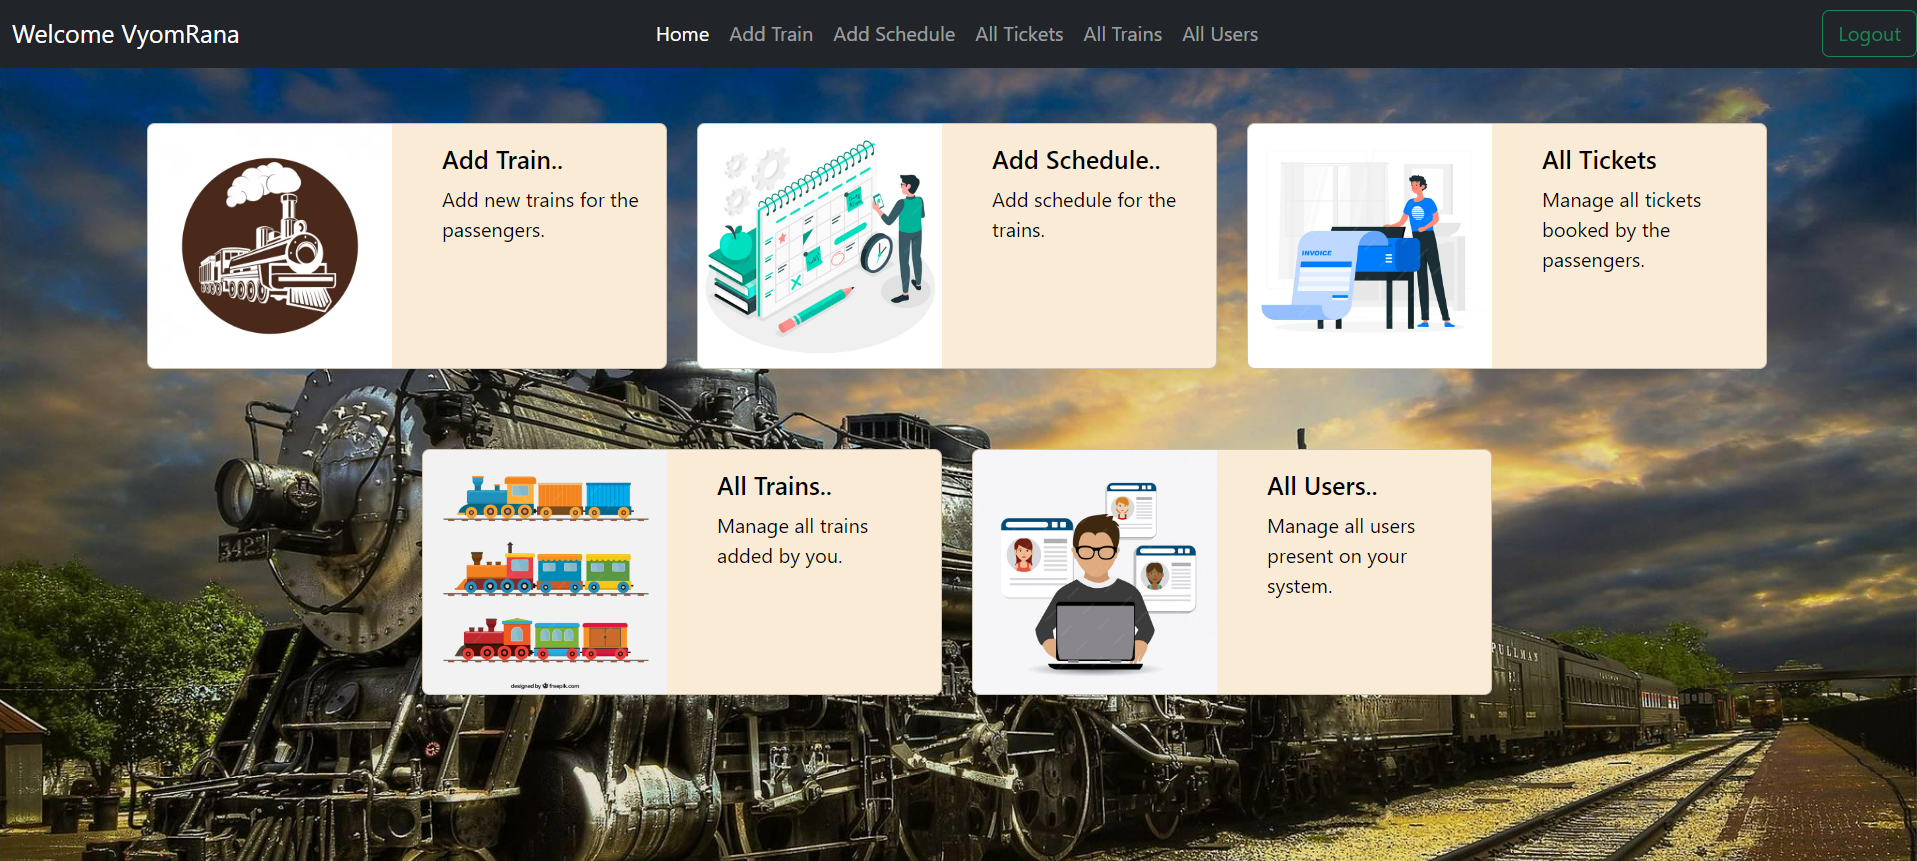 Welcome VyomRana
Home Add Train Add Schedule All Tickets All Trains All Users
Logout
Add Train..
Add new trains for the
passengers.
Add Schedule..
Add schedule for the
trains.
INVOICE
All Tickets
Manage all tickets
booked by the
passengers.
5423
designed by freepik.com
All Trains..
Manage all trains
added by you.
All Users..
Manage all users
present on your
system.
PULLMAN